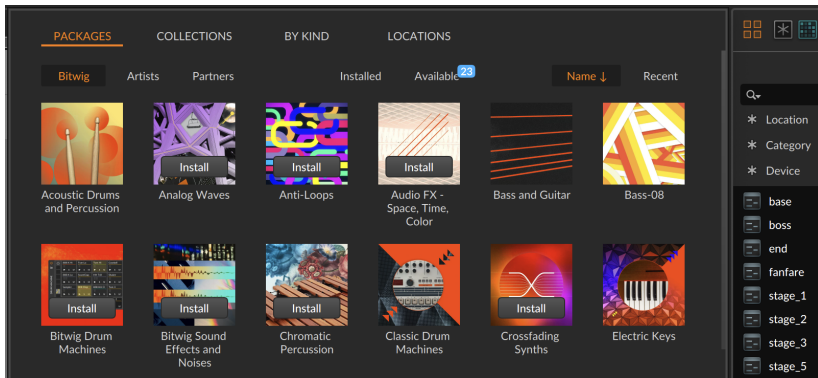 PACKAGES COLLECTIONS BY KIND LOCATIONS
Bitwig Artists Partners Installed Available 23 Name ↓ Recent
Install Install Install
Acoustic Drums and Percussion
Analog Waves
Anti-Loops
Audio FX - Space, Time, Color
Bass and Guitar
Bass-08
Install Install Install Install
Bitwig Drum Machines
Bitwig Sound Effects and Noises
Chromatic Percussion
Classic Drum Machines
Crossfading Synths
Electric Keys
Location
Category
Device
base
boss
end
fanfare
stage_1
stage_2
stage_3
stage_5